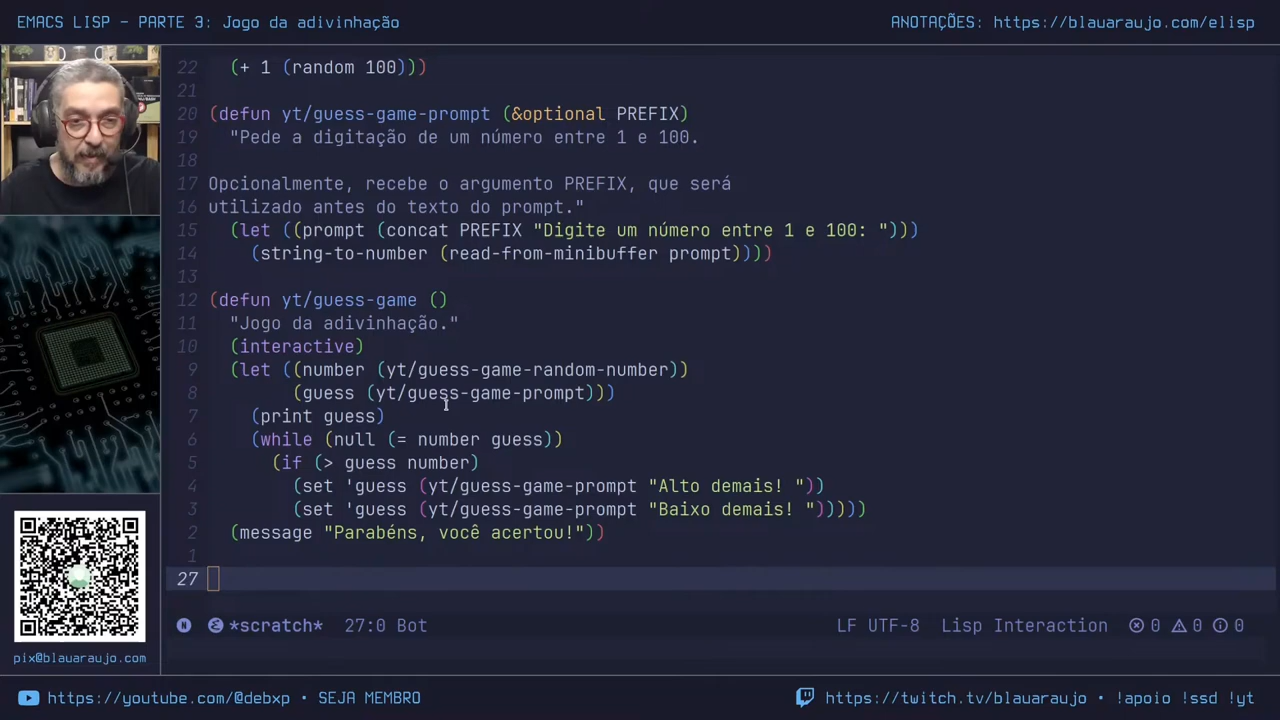 EMACS LISP - PARTE 3: Jogo da adivinhação
ANOTAÇÕES: https://blauaraujo.com/elisp
22 (+ 1 (random 100)))
21
20 (defun yt/guess-game-prompt (&optional PREFIX)
19 "Pede a digitação de um número entre 1 e 100.
18
17 Opcionalmente, recebe o argumento PREFIX, que será
16 utilizado antes do texto do prompt."
15 (let ((prompt (concat PREFIX "Digite um número entre 1 e 100: ")))
14 (string-to-number (read-from-minibuffer prompt))))
13
12 (defun yt/guess-game ()
11 "Jogo da adivinhação."
10 (interactive)
9 (let ((number (yt/guess-game-random-number))
8 (guess (yt/guess-game-prompt)))
7 (print guess)
6 (while (null (= number guess))
5 (if (> guess number)
4 (set 'guess (yt/guess-game-prompt "Alto demais! "))
3 (set 'guess (yt/guess-game-prompt "Baixo demais! ")))))
2 (message "Parabéns, você acertou!"))
1
27
N *scratch* 27:0 Bot
LF UTF-8 Lisp Interaction 0 0 0
pix@blauaraujo.com
https://youtube.com/@debxp • SEJA MEMBRO
https://twitch.tv/blauaraujo • !apoio !ssd !yt